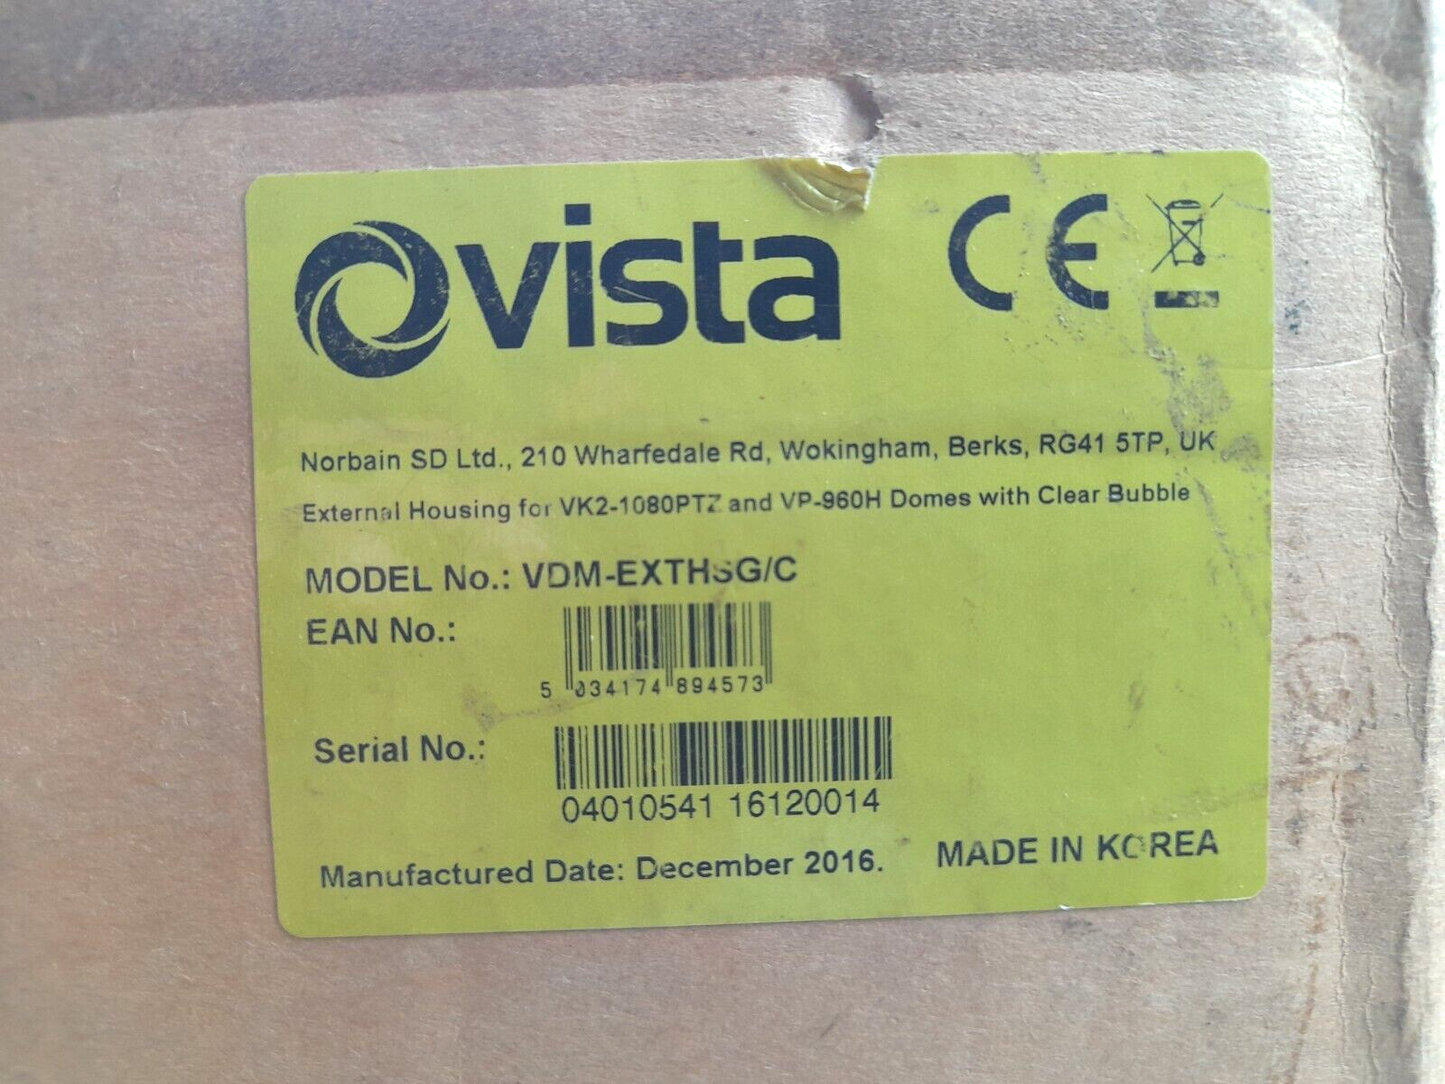 vista
CE
Norbain SD Ltd., 210 Wharfedale Rd, Wokingham, Berks, RG41 5TP, UK
External Housing for VK2-1080PTZ and VP-960H Domes with Clear Bubble
MODEL No.: VDM-EXTHSG/C
EAN No.:
5 034174 894573
Serial No.:
04010541 16120014
Manufactured Date: December 2016.
MADE IN KOREA